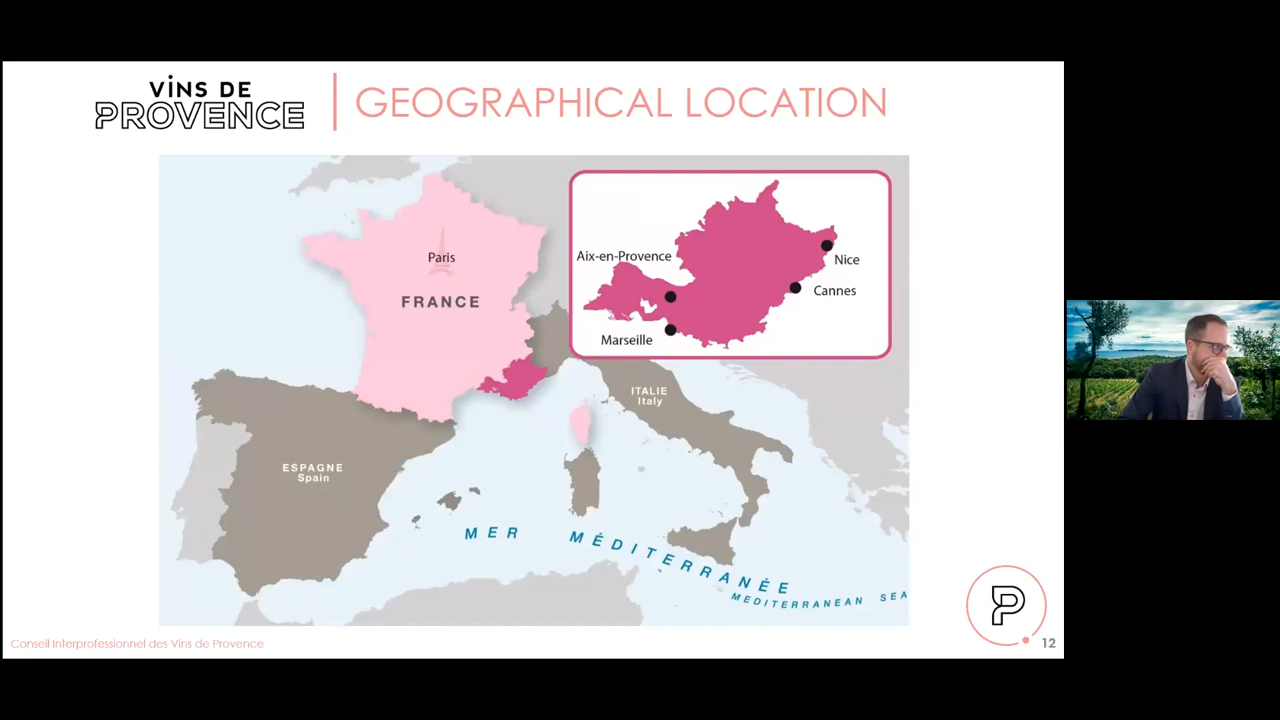 ViNS DE
PROVENCE
GEOGRAPHICAL LOCATION
Paris
FRANCE
Aix-en-Provence
Nice
Cannes
Marseille
ITALIE
Italy
ESPAGNE
Spain
MER MÉDITERRANÉE
MEDITERRANEAN SEA
P
Conseil Interprofessionnel des Vins de Provence
12